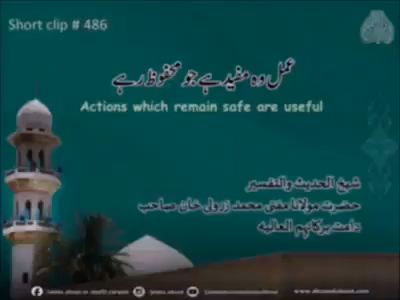 Short clip # 486
عمل وہ مفید ہے جو محفوظ رہے
Actions which remain safe are useful
شیخ الحدیث والتفسیر
حضرت مولانا مفتی محمد زرولی خان صاحب
دامت برکاتہم العالیہ